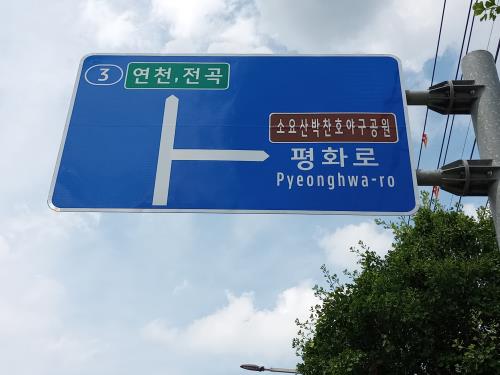 3 연천,전곡
소요산박찬호야구공원
평화로
Pyeonghwa-ro